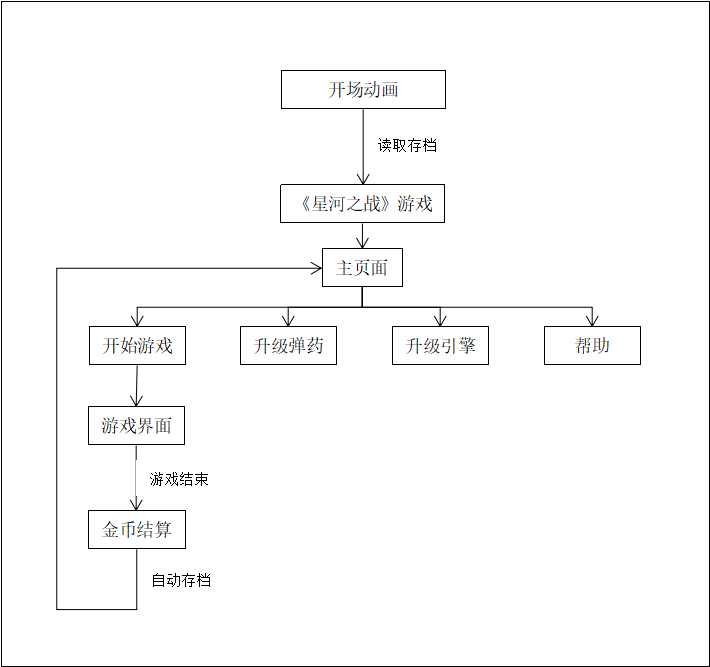 开场动画
读取存档
《星河之战》游戏
主页面
开始游戏
升级弹药
升级引擎
帮助
游戏界面
游戏结束
金币结算
自动存档